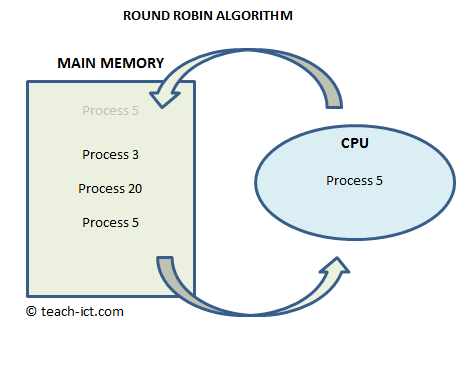 ROUND ROBIN ALGORITHM
MAIN MEMORY
Process 5
Process 3
Process 20
Process 5
CPU
Process 5
© teach-ict.com